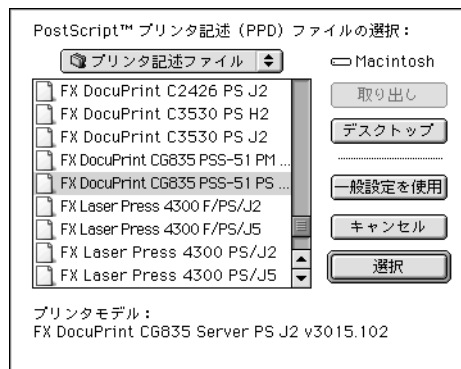 PostScript™ プリンタ記述（PPD）ファイルの選択：
プリンタ記述ファイル
Macintosh
FX DocuPrint C2426 PS J2
FX DocuPrint C3530 PS H2
FX DocuPrint C3530 PS J2
FX DocuPrint CG835 PSS-51 PM ...
FX DocuPrint CG835 PSS-51 PS ...
FX Laser Press 4300 F/PS/J2
FX Laser Press 4300 F/PS/J5
FX Laser Press 4300 PS/J2
FX Laser Press 4300 PS/J5
取り出し
デスクトップ
一般設定を使用
キャンセル
選択
プリンタモデル：
FX DocuPrint CG835 Server PS J2 v3015.102